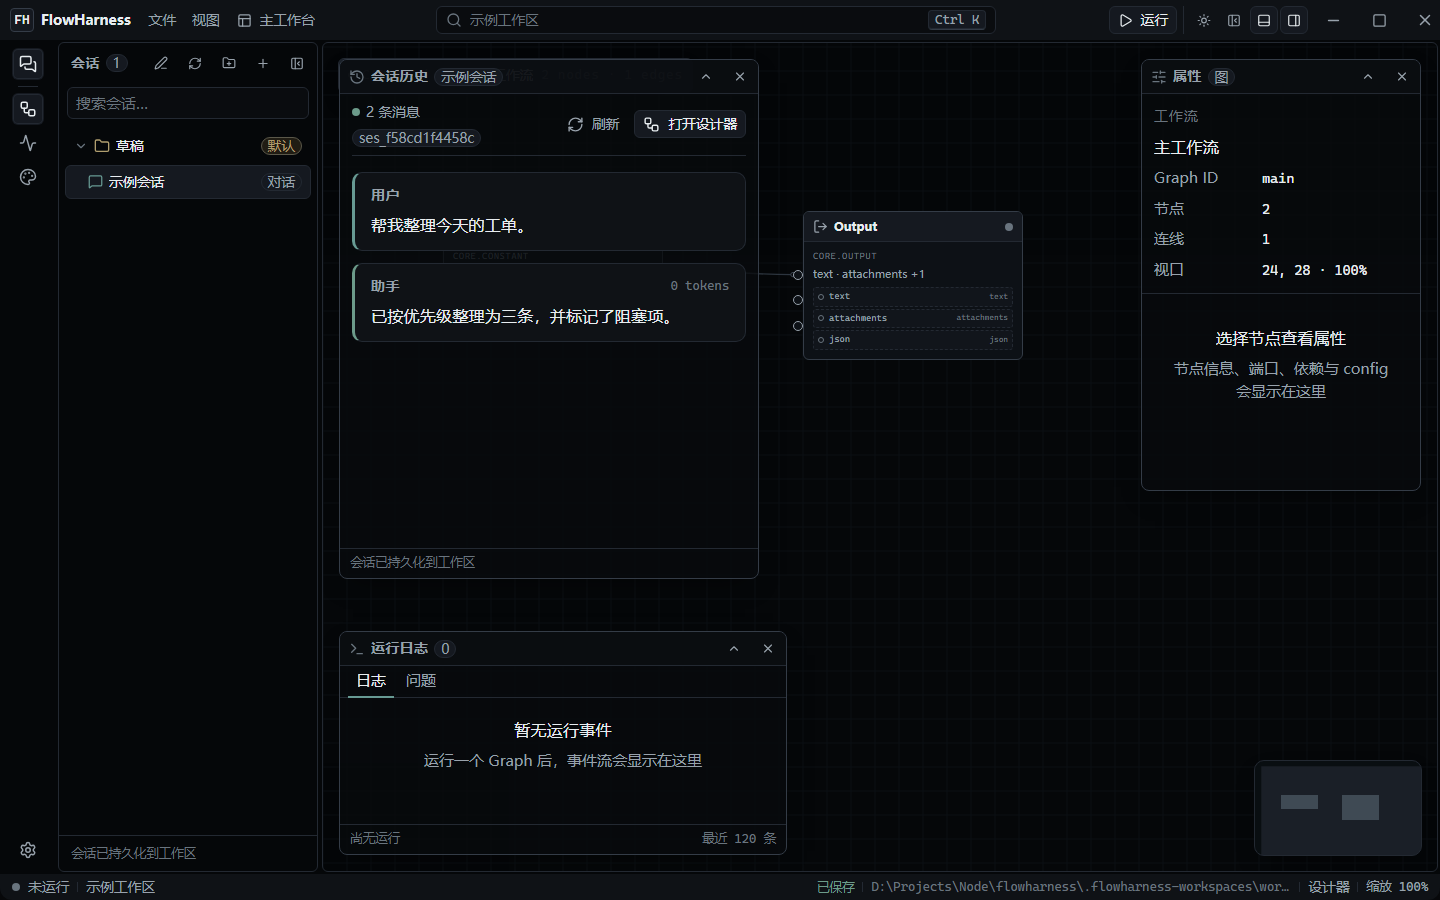 FH FlowHarness 文件 视图 主工作台
示例工作区 Ctrl K
运行
会话 1
搜索会话...
草稿 默认
示例会话 对话
会话已持久化到工作区
会话历史 示例会话
2 条消息
ses_f58cd1f4458c
刷新 打开设计器
用户
帮我整理今天的工单。
CORE.CONSTANT
助手 0 tokens
已按优先级整理为三条，并标记了阻塞项。
会话已持久化到工作区
Output
CORE.OUTPUT
text · attachments +1
text text
attachments attachments
json json
属性 图
工作流
主工作流
Graph ID main
节点 2
连线 1
视口 24, 28 · 100%
选择节点查看属性
节点信息、端口、依赖与 config
会显示在这里
运行日志 0
日志 问题
暂无运行事件
运行一个 Graph 后，事件流会显示在这里
尚无运行 最近 120 条
未运行 示例工作区
已保存 D:\Projects\Node\flowharness\.flowharness-workspaces\wor… 设计器 缩放 100%